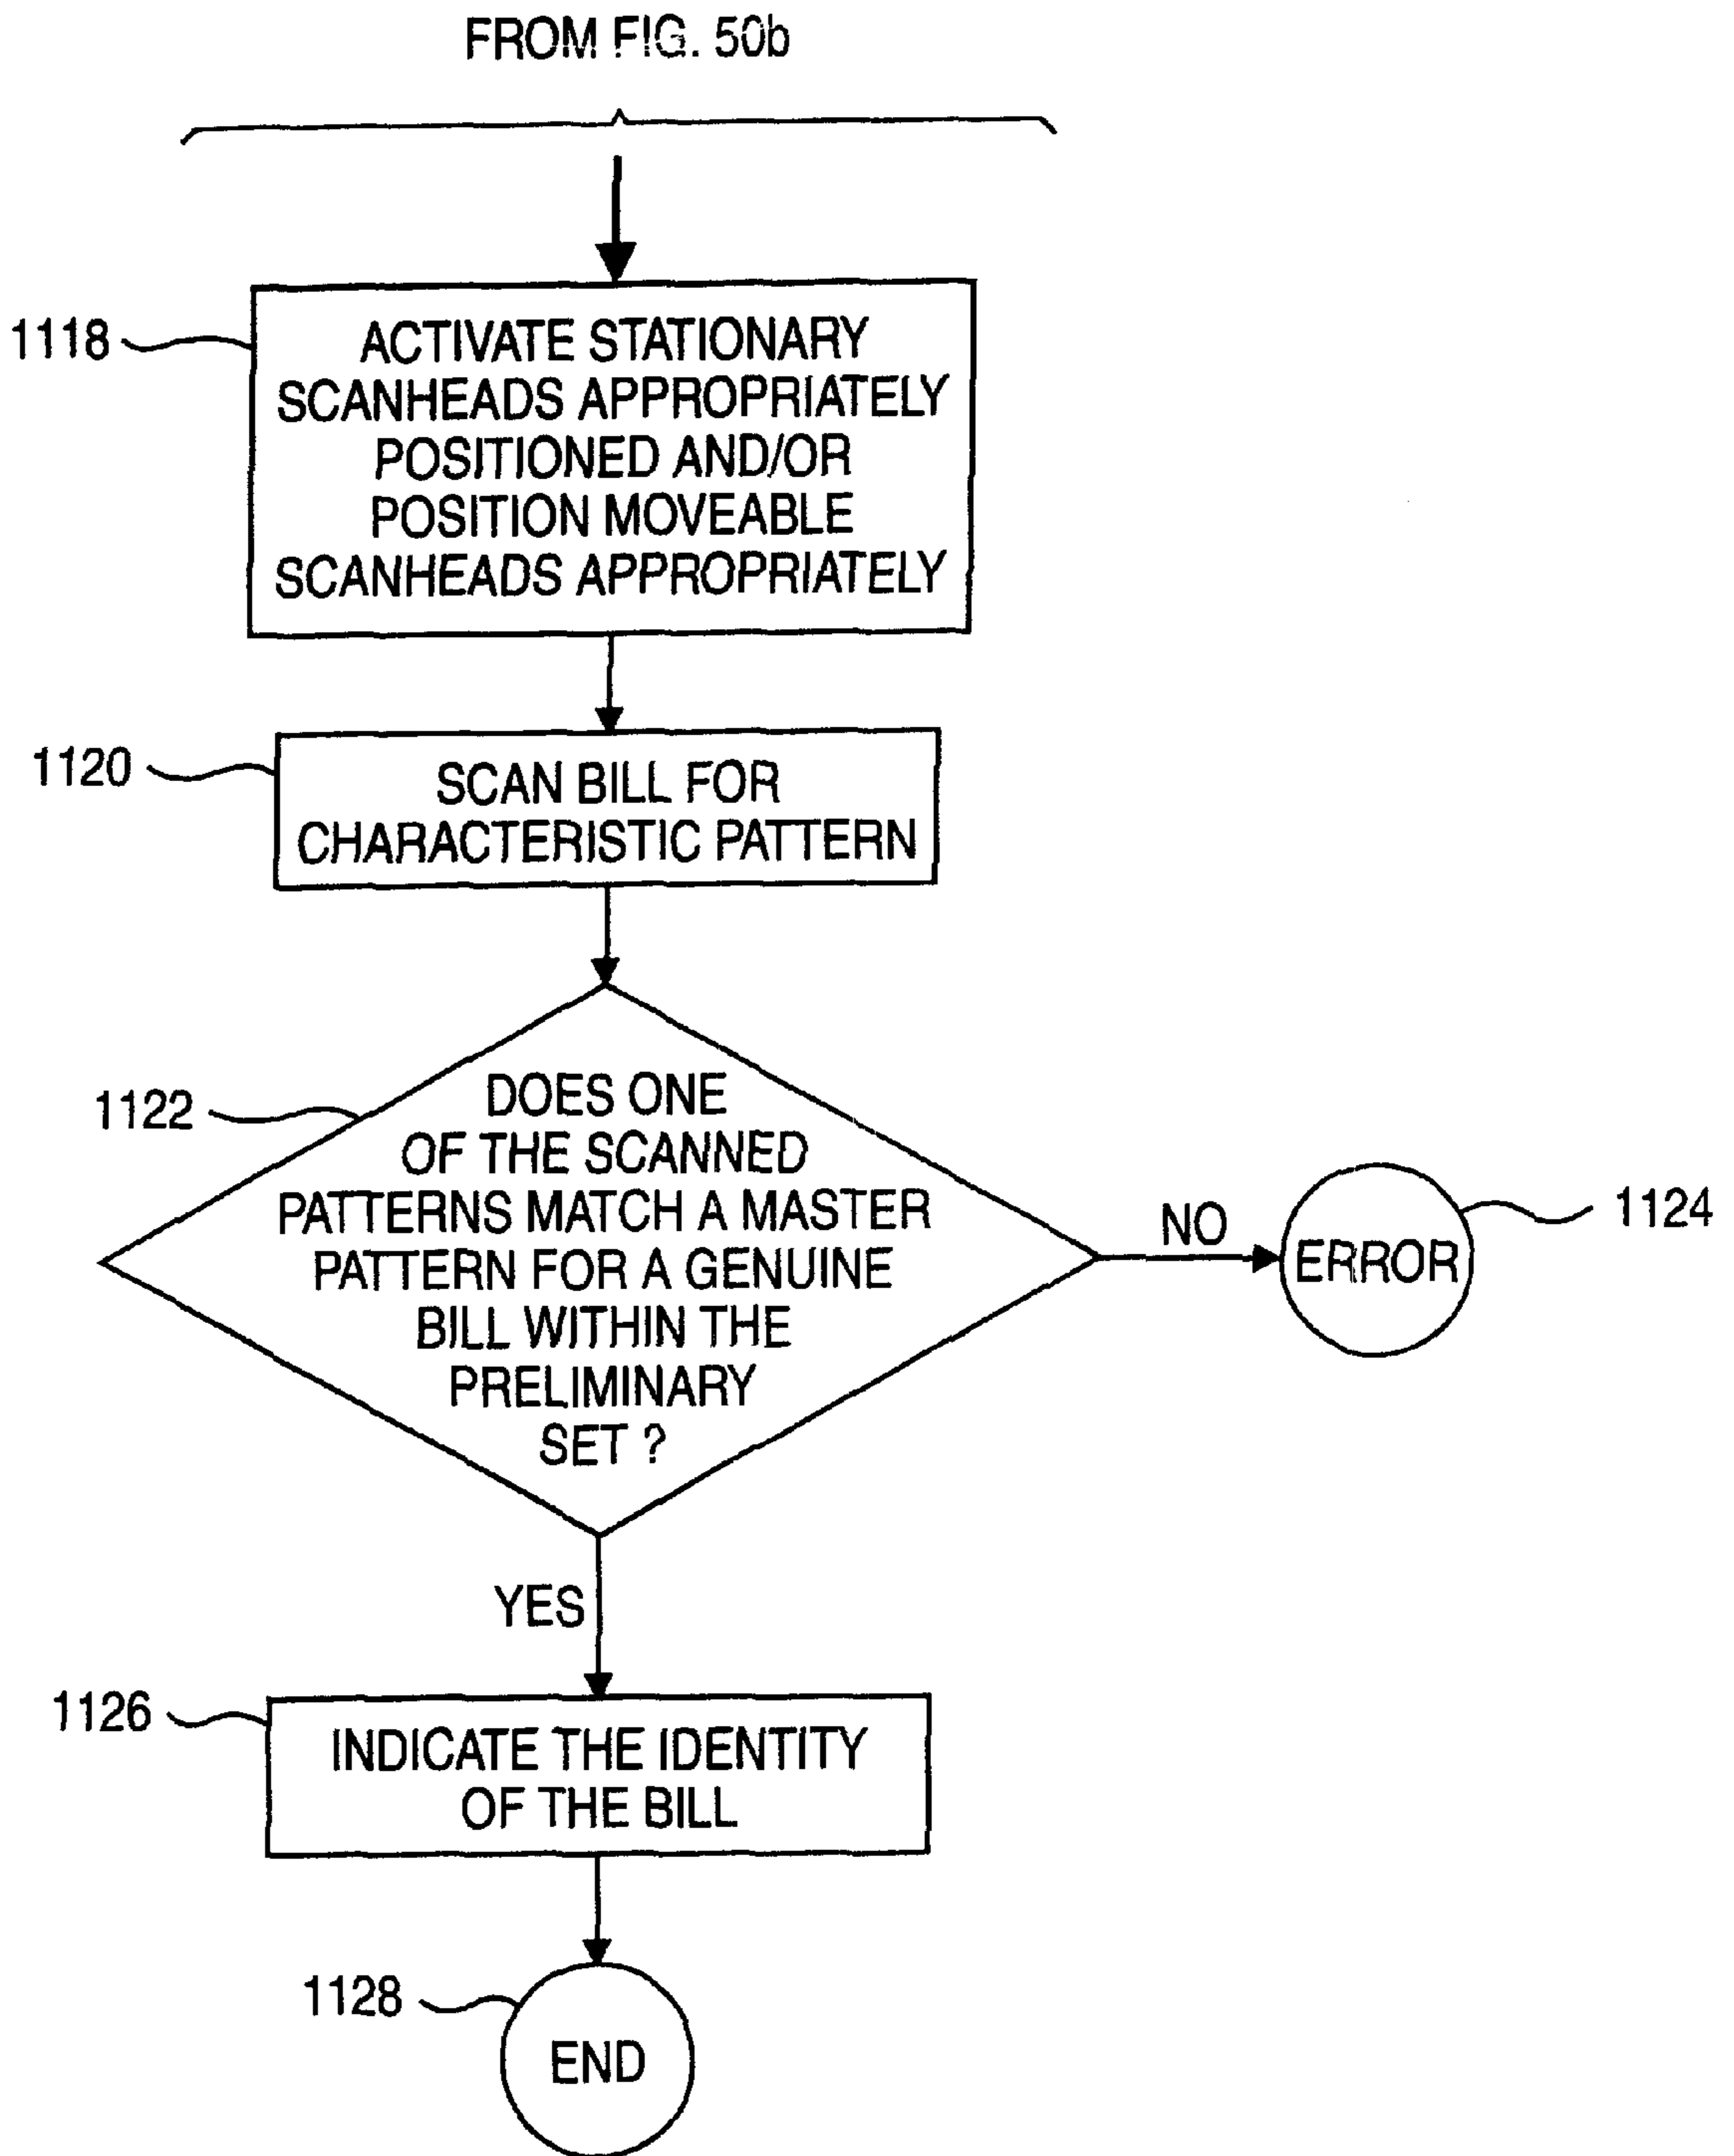 FROM FIG. 50b
1118
ACTIVATE STATIONARY
SCANHEADS APPROPRIATELY
POSITIONED AND/OR
POSITION MOVEABLE
SCANHEADS APPROPRIATELY
1120
SCAN BILL FOR
CHARACTERISTIC PATTERN
1122
DOES ONE
OF THE SCANNED
PATTERNS MATCH A MASTER
PATTERN FOR A GENUINE
BILL WITHIN THE
PRELIMINARY
SET ?
NO
ERROR
1124
YES
1126
INDICATE THE IDENTITY
OF THE BILL
1128
END